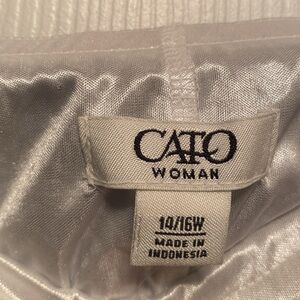 CATO
WOMAN
14/16W
MADE IN
INDONESIA